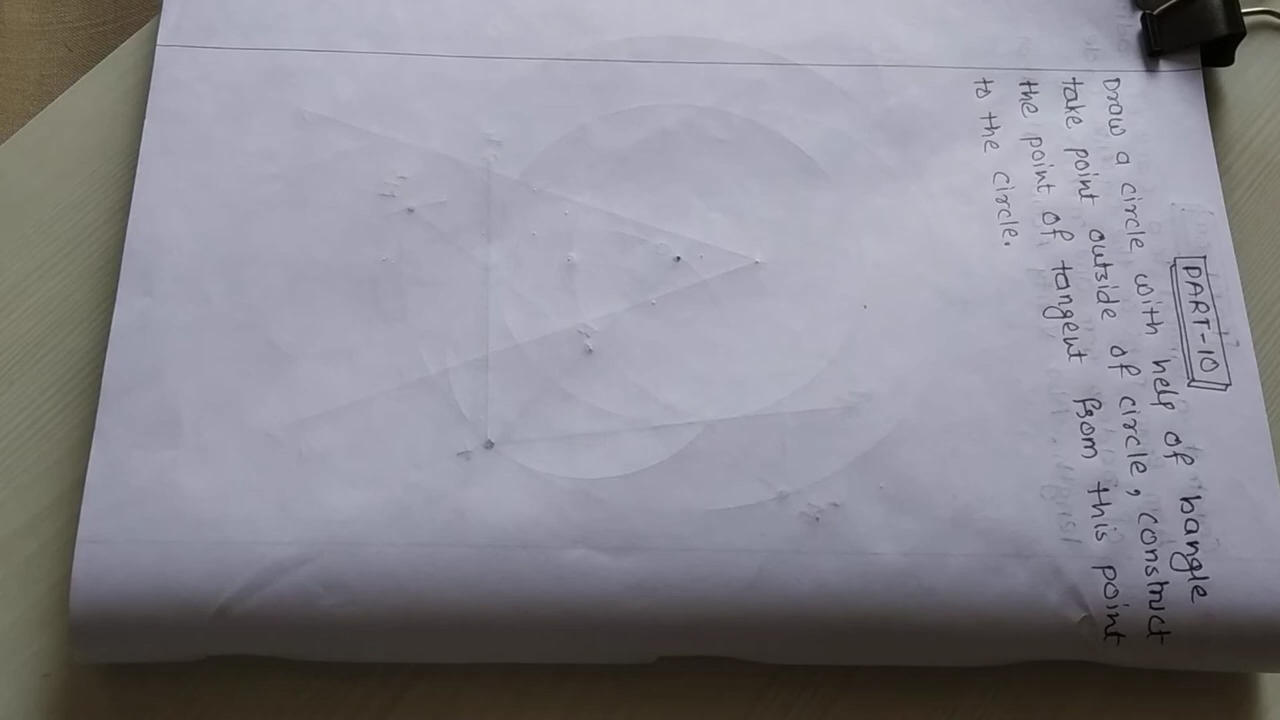 PART-10
Draw a circle with help of bangle
take point outside of circle, construct
the point of tangent from this point
to the circle.